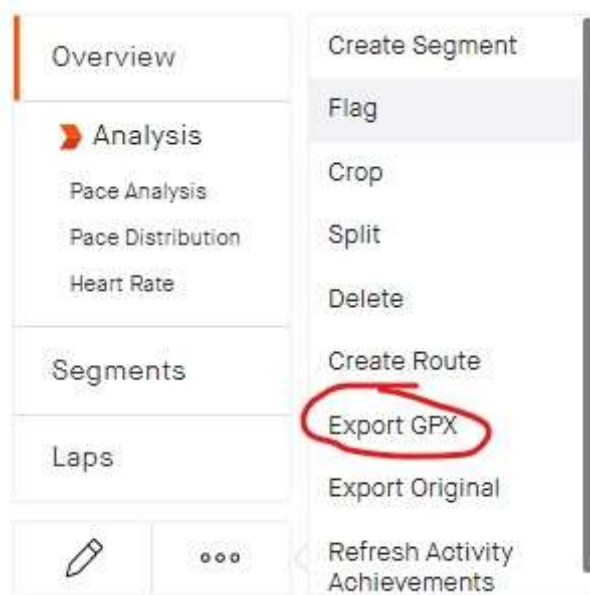 Overview
Analysis
Pace Analysis
Pace Distribution
Heart Rate
Segments
Laps
Create Segment
Flag
Crop
Split
Delete
Create Route
Export GPX
Export Original
Refresh Activity
Achievements